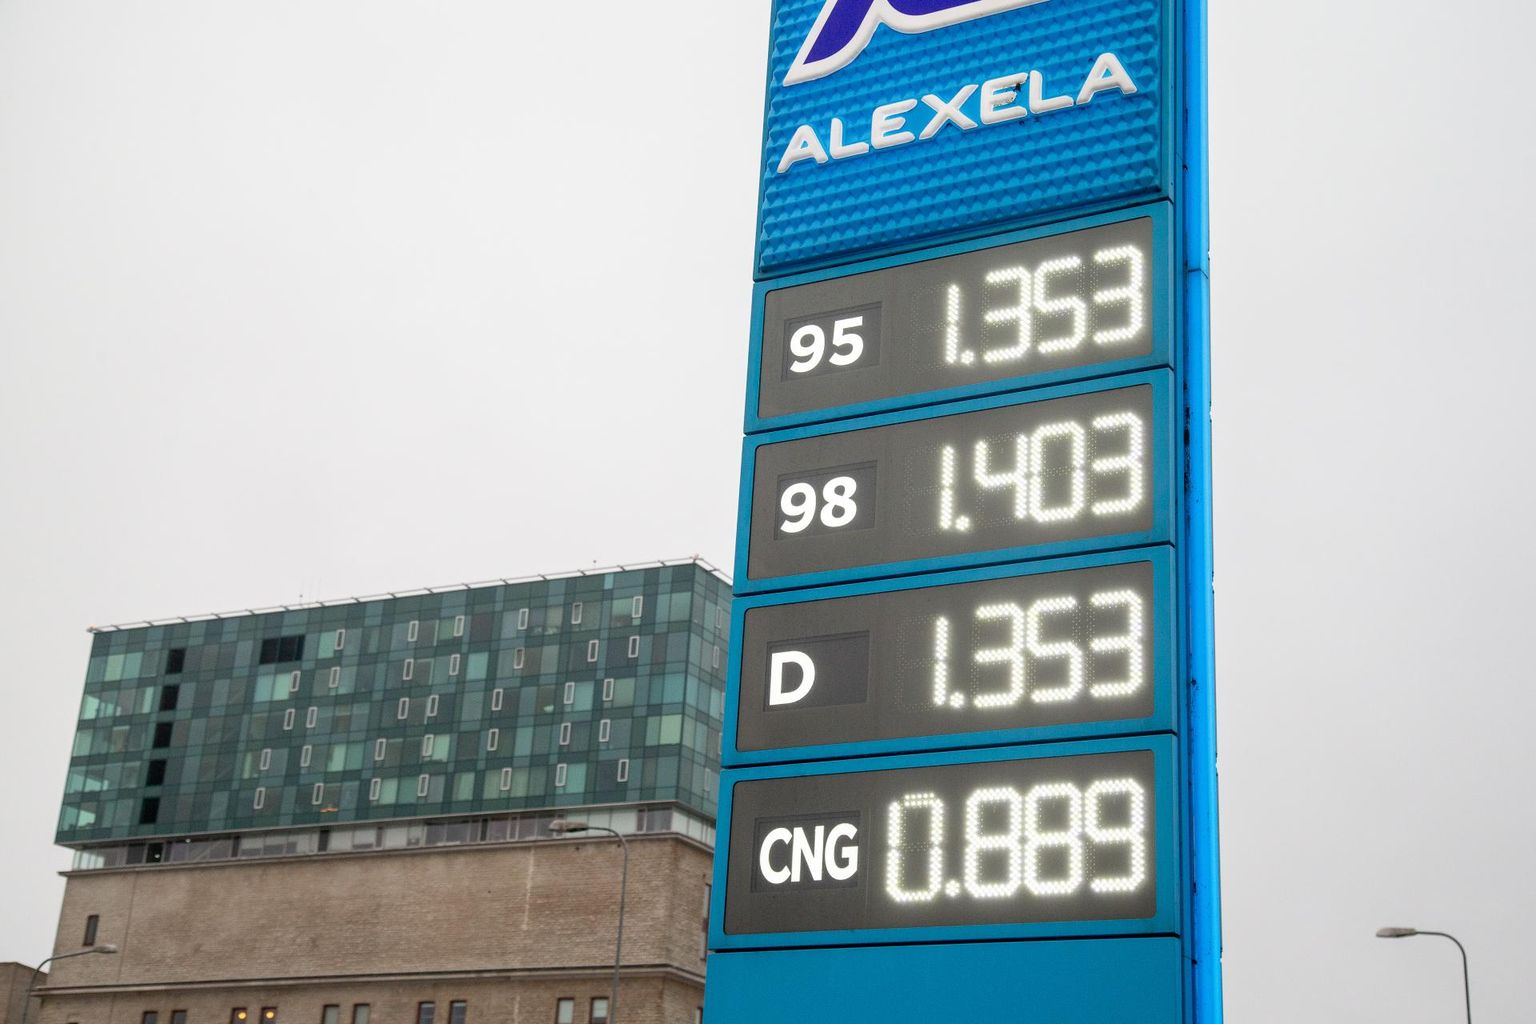 ALEXELA
95 1.353
98 1.403
D 1.353
CNG 0.889